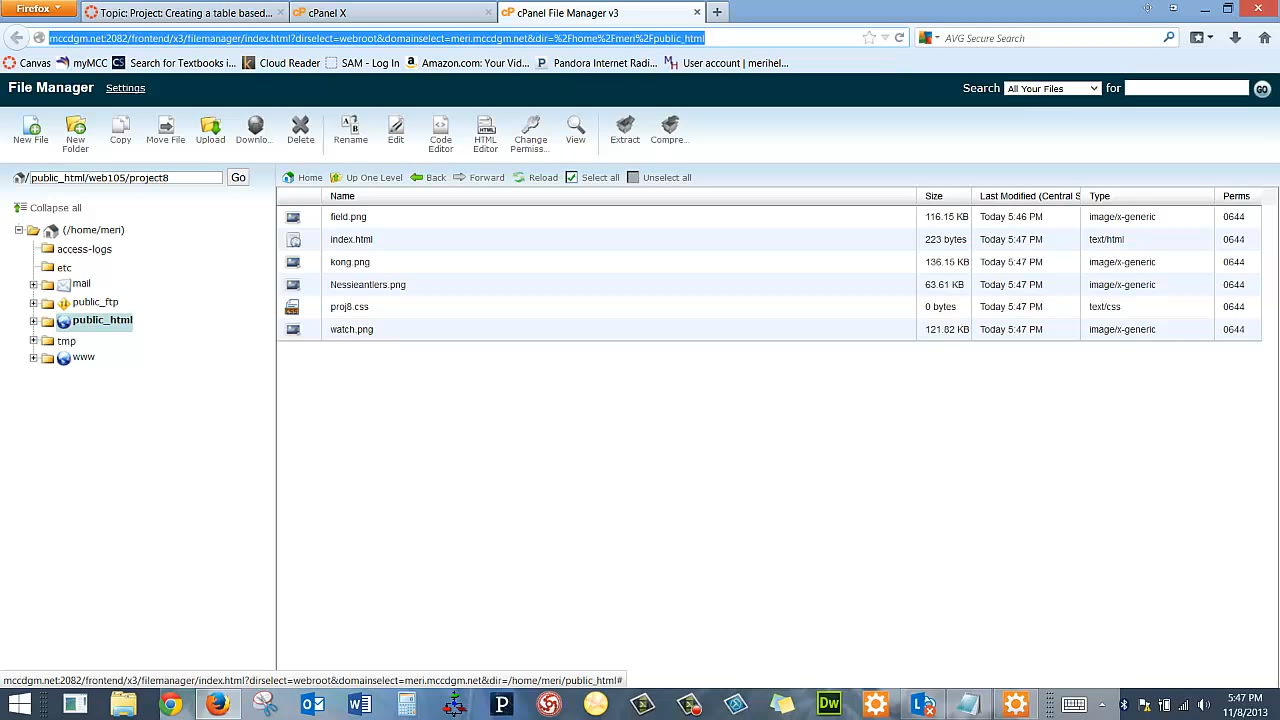 Firefox
Topic: Project: Creating a table based...
cP cPanel X
cP cPanel File Manager v3
mccdgm.net:2082/frontend/x3/filemanager/index.html?dirselect=webroot&domainselect=meri.mccdgm.net&dir=%2Fhome%2Fmeri%2Fpublic_html
AVG Secure Search
Canvas myMCC CS Search for Textbooks i... K Cloud Reader SAM - Log In a Amazon.com: Your Vid... P Pandora Internet Radi... MH User account | merihel...
File Manager Settings
Search All Your Files for GO
New File New Folder Copy Move File Upload Downlo... Delete Rename Edit Code Editor HTML Editor Change Permiss... View Extract Compre...
/ public_html/web105/project8 Go
Home Up One Level Back Forward Reload Select all Unselect all
Name Size Last Modified (Central S Type Perms
Collapse all
(/home/meri)
access-logs
etc
mail
public_ftp
public_html
tmp
www
field.png 116.15 KB Today 5:46 PM image/x-generic 0644
index.html 223 bytes Today 5:47 PM text/html 0644
kong.png 136.15 KB Today 5:47 PM image/x-generic 0644
Nessieantlers.png 63.61 KB Today 5:47 PM image/x-generic 0644
proj8.css 0 bytes Today 5:47 PM text/css 0644
watch.png 121.82 KB Today 5:47 PM image/x-generic 0644
mccdgm.net:2082/frontend/x3/filemanager/index.html?dirselect=webroot&domainselect=meri.mccdgm.net&dir=/home/meri/public_html#
P
Dw
5:47 PM
11/8/2013